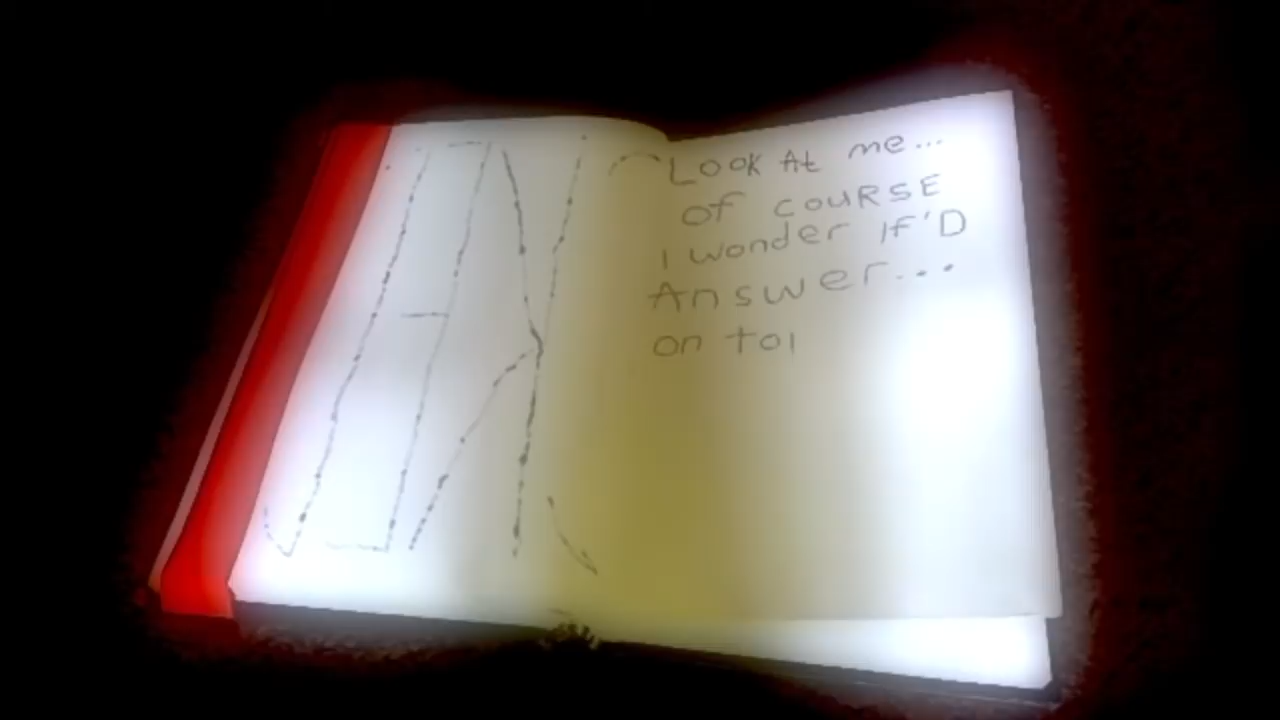 Look At me...
of couRSE
I wonder If'D
Answer...
on to